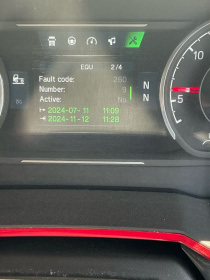 EQU 2/4
Fault code: 260
Number: 9
Active: No
2024-07-11 11:09
2024-11-12 11:28
N
N
10
5